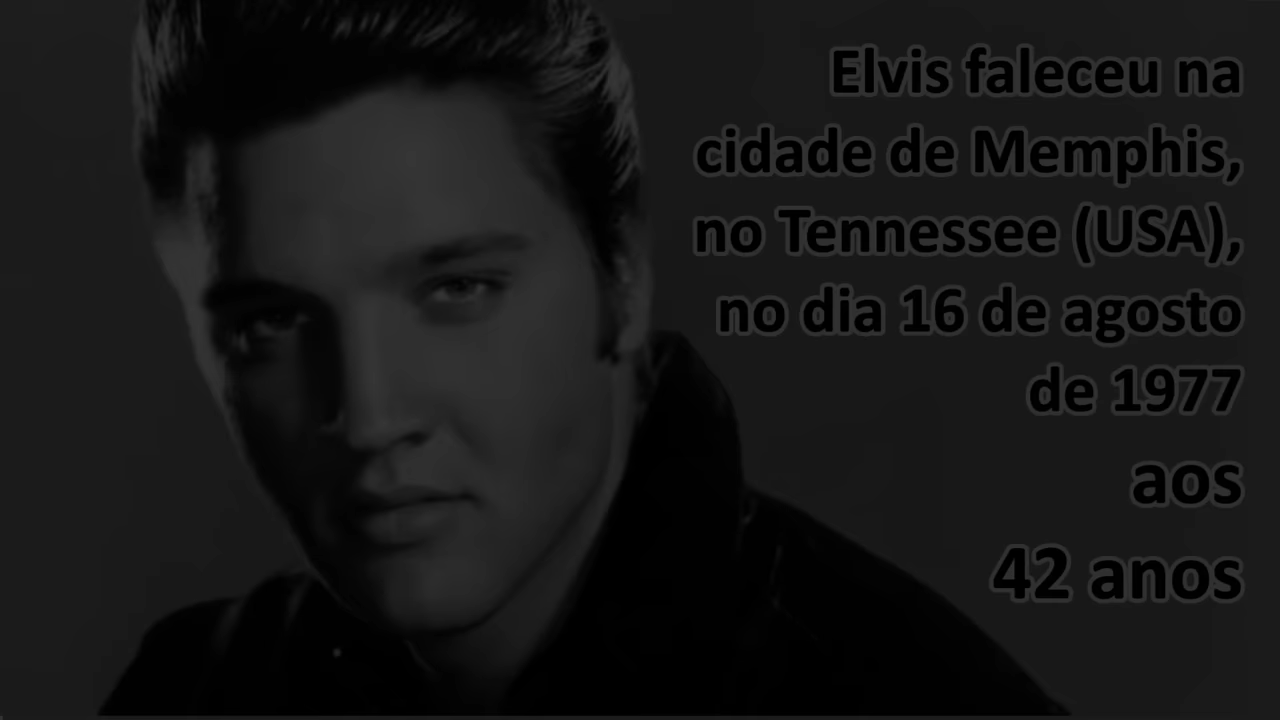 Elvis faleceu na
cidade de Memphis,
no Tennessee (USA),
no dia 16 de agosto
de 1977
aos
42 anos